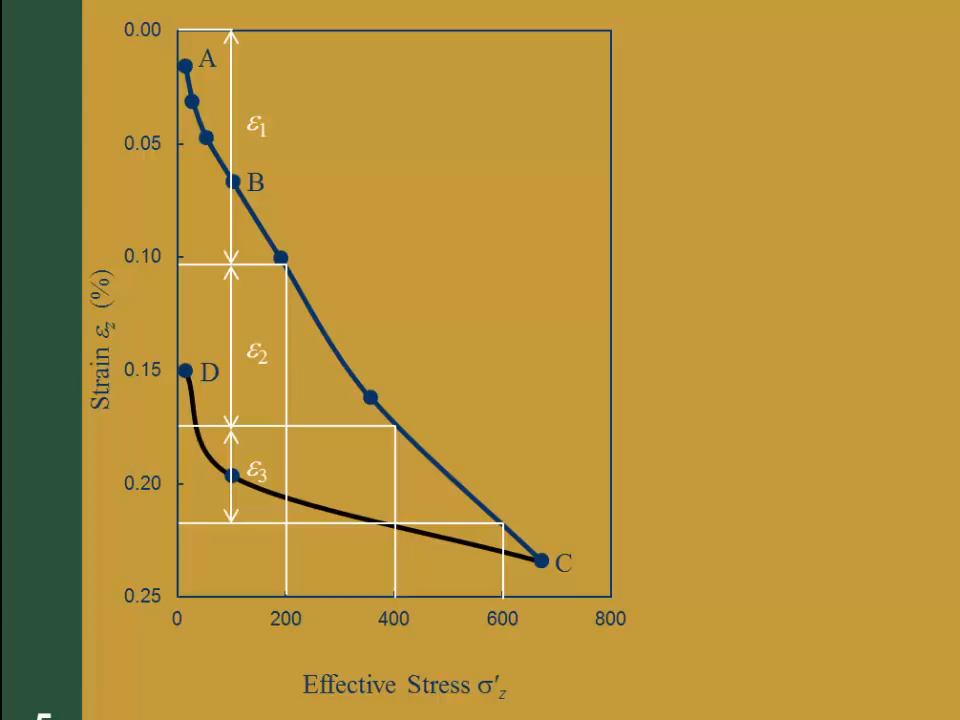 0.00
A
ε1
0.05
B
0.10
Strain εz (%)
ε2
0.15
D
ε3
0.20
C
0.25
0 200 400 600 800
Effective Stress σ'z